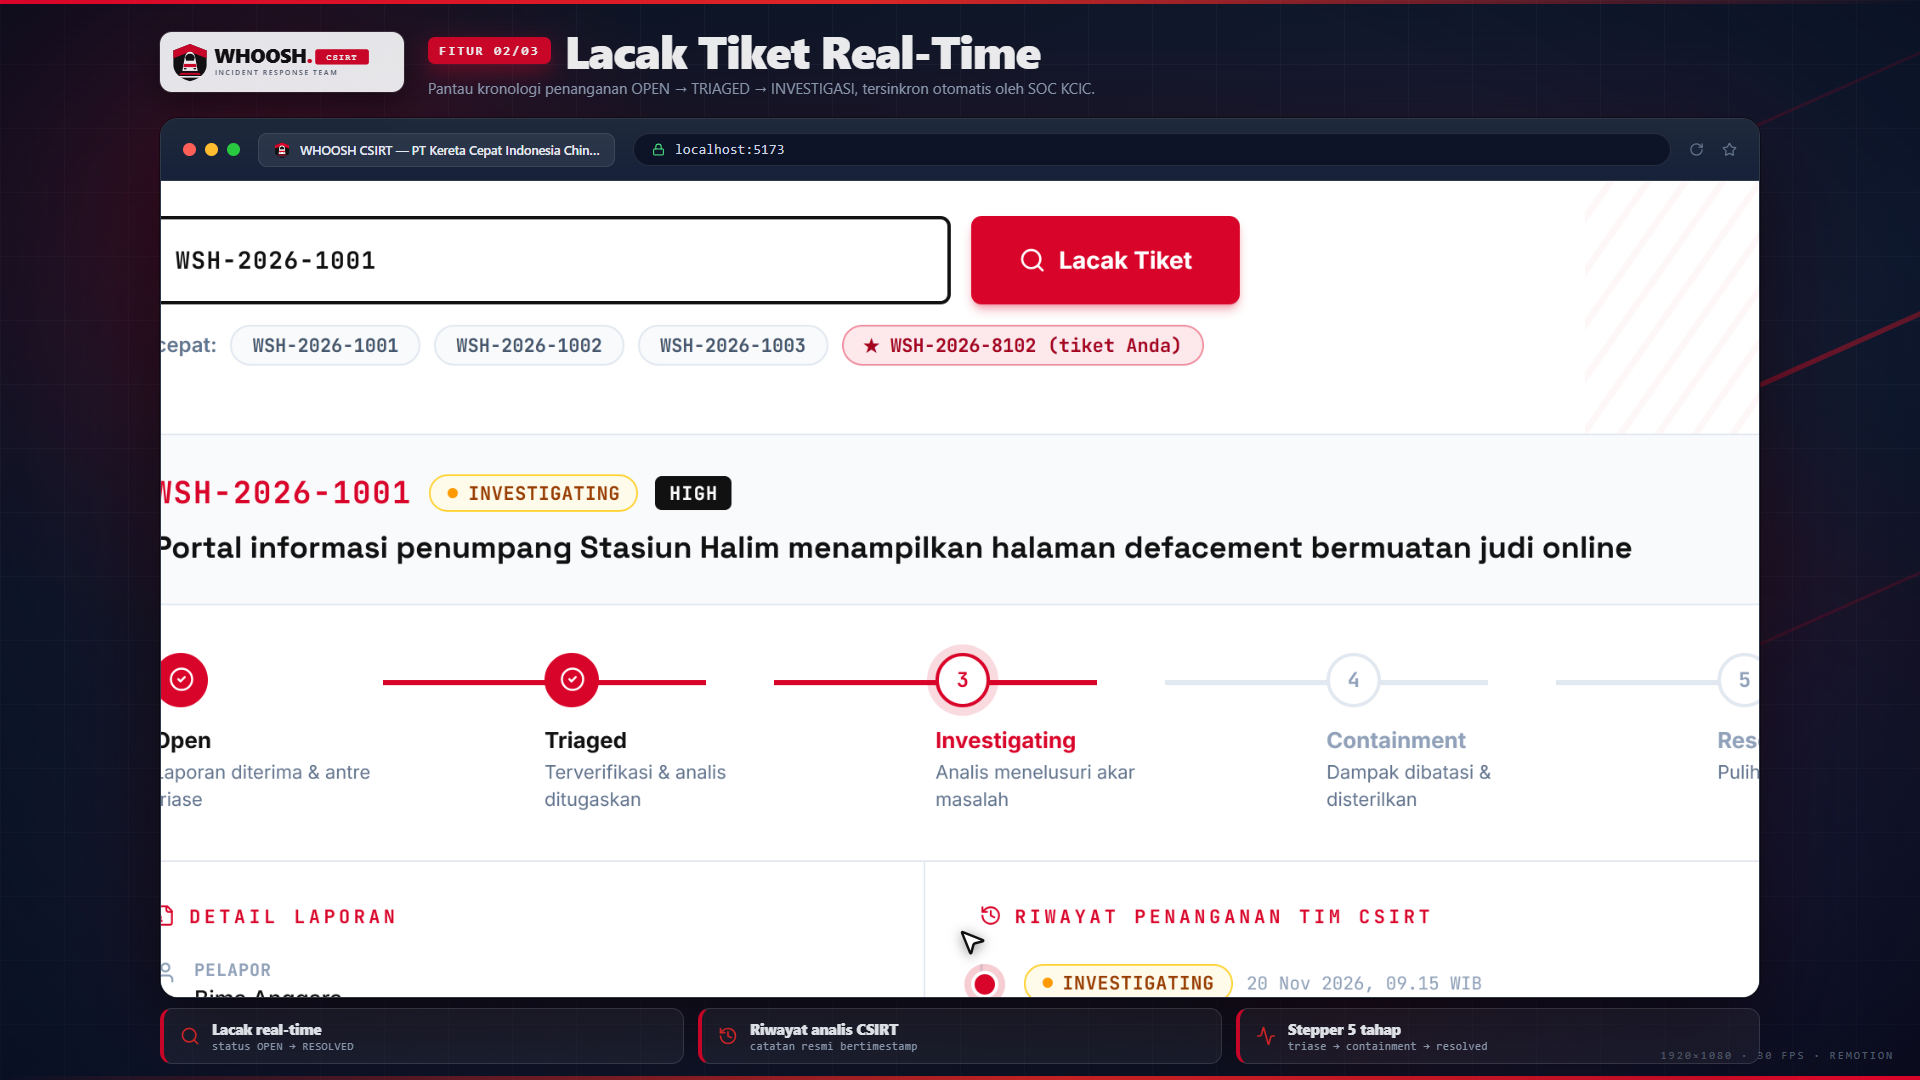 WHOOSH. CSIRT
INCIDENT RESPONSE TEAM
FITUR 02/03
Lacak Tiket Real-Time
Pantau kronologi penanganan OPEN → TRIAGED → INVESTIGASI, tersinkron otomatis oleh SOC KCIC.
WHOOSH CSIRT — PT Kereta Cepat Indonesia Chin...
localhost:5173
WSH-2026-1001
Lacak Tiket
cepat:
WSH-2026-1001
WSH-2026-1002
WSH-2026-1003
★ WSH-2026-8102 (tiket Anda)
WSH-2026-1001
INVESTIGATING
HIGH
Portal informasi penumpang Stasiun Halim menampilkan halaman defacement bermuatan judi online
3
4
5
Open
Laporan diterima & antre
riase
Triaged
Terverifikasi & analis
ditugaskan
Investigating
Analis menelusuri akar
masalah
Containment
Dampak dibatasi &
disterilkan
Res
Pulih
DETAIL LAPORAN
PELAPOR
Bima Anggara
RIWAYAT PENANGANAN TIM CSIRT
INVESTIGATING
20 Nov 2026, 09.15 WIB
Lacak real-time
status OPEN → RESOLVED
Riwayat analis CSIRT
catatan resmi bertimestamp
Stepper 5 tahap
triase → containment → resolved
1920×1080 · 30 FPS · REMOTION